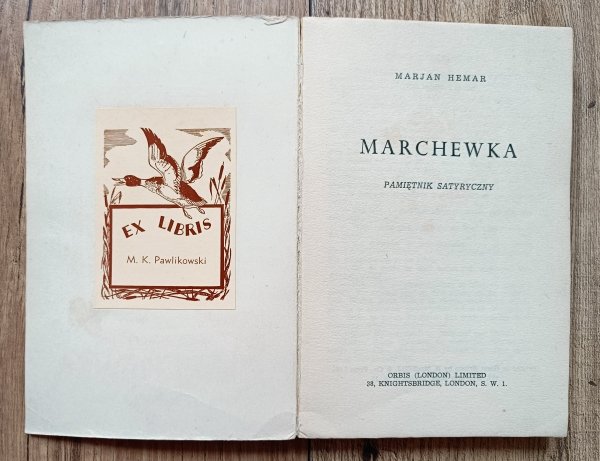 EX LIBRIS
M. K. Pawlikowski
MARJAN HEMAR
MARCHEWKA
PAMIĘTNIK SATYRYCZNY
ORBIS (LONDON) LIMITED
38, KNIGHTSBRIDGE, LONDON, S. W. 1.